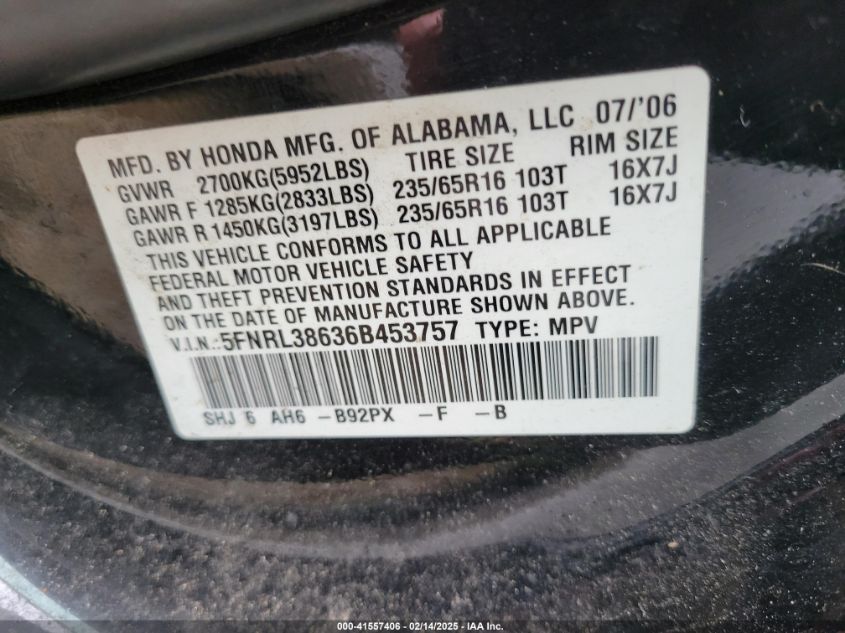 MFD. BY HONDA MFG. OF ALABAMA, LLC 07/'06
GVWR 2700KG(5952LBS) TIRE SIZE RIM SIZE
GAWR F 1285KG(2833LBS) 235/65R16 103T 16X7J
GAWR R 1450KG(3197LBS) 235/65R16 103T 16X7J
THIS VEHICLE CONFORMS TO ALL APPLICABLE
FEDERAL MOTOR VEHICLE SAFETY
AND THEFT PREVENTION STANDARDS IN EFFECT
ON THE DATE OF MANUFACTURE SHOWN ABOVE.
V.I.N.:5FNRL38636B453757 TYPE: MPV
SHJ 6 AH6 -B92PX -F -B
000-41557406 - 02/14/2025 - IAA Inc.